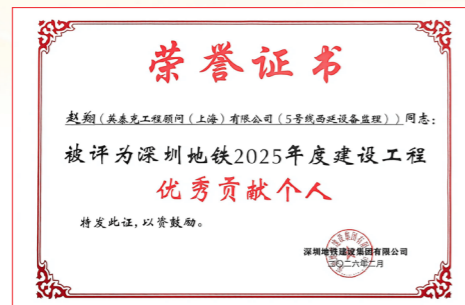 荣誉证书
赵翔(英泰克工程顾问(上海)有限公司(5号线西延设备监理))同志:
被评为深圳地铁2025年度建设工程
优秀贡献个人
特发此证,以资鼓励。
深圳地铁建设集团有限公司
二〇二六年二月